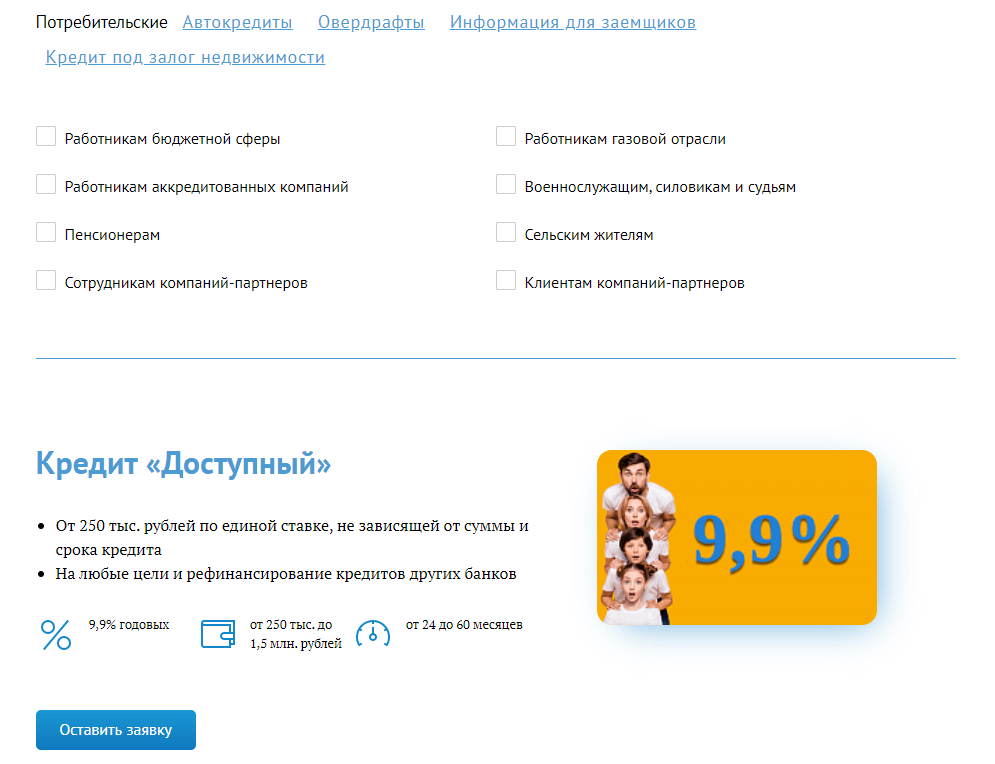 Потребительские Автокредиты Овердрафты Информация для заемщиков
Кредит под залог недвижимости
Работникам бюджетной сферы
Работникам газовой отрасли
Работникам аккредитованных компаний
Военнослужащим, силовикам и судьям
Пенсионерам
Сельским жителям
Сотрудникам компаний-партнеров
Клиентам компаний-партнеров
Кредит «Доступный»
От 250 тыс. рублей по единой ставке, не зависящей от суммы и
срока кредита
На любые цели и рефинансирование кредитов других банков
9,9% годовых
от 250 тыс. до
1,5 млн. рублей
от 24 до 60 месяцев
9,9%
Оставить заявку